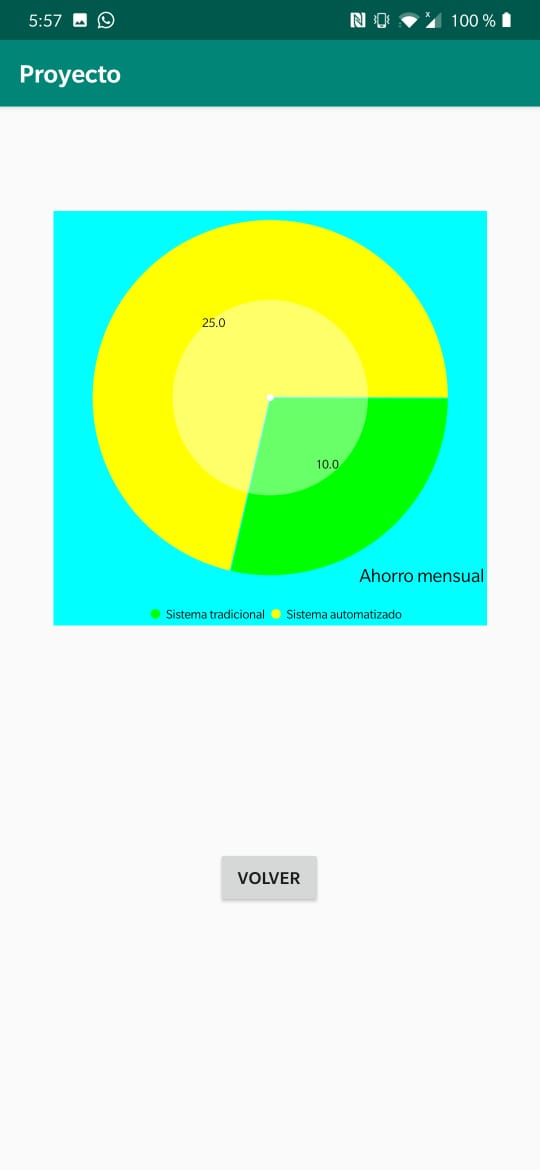 5:57 100 %
Proyecto
25.0
10.0
Ahorro mensual
Sistema tradicional Sistema automatizado
VOLVER